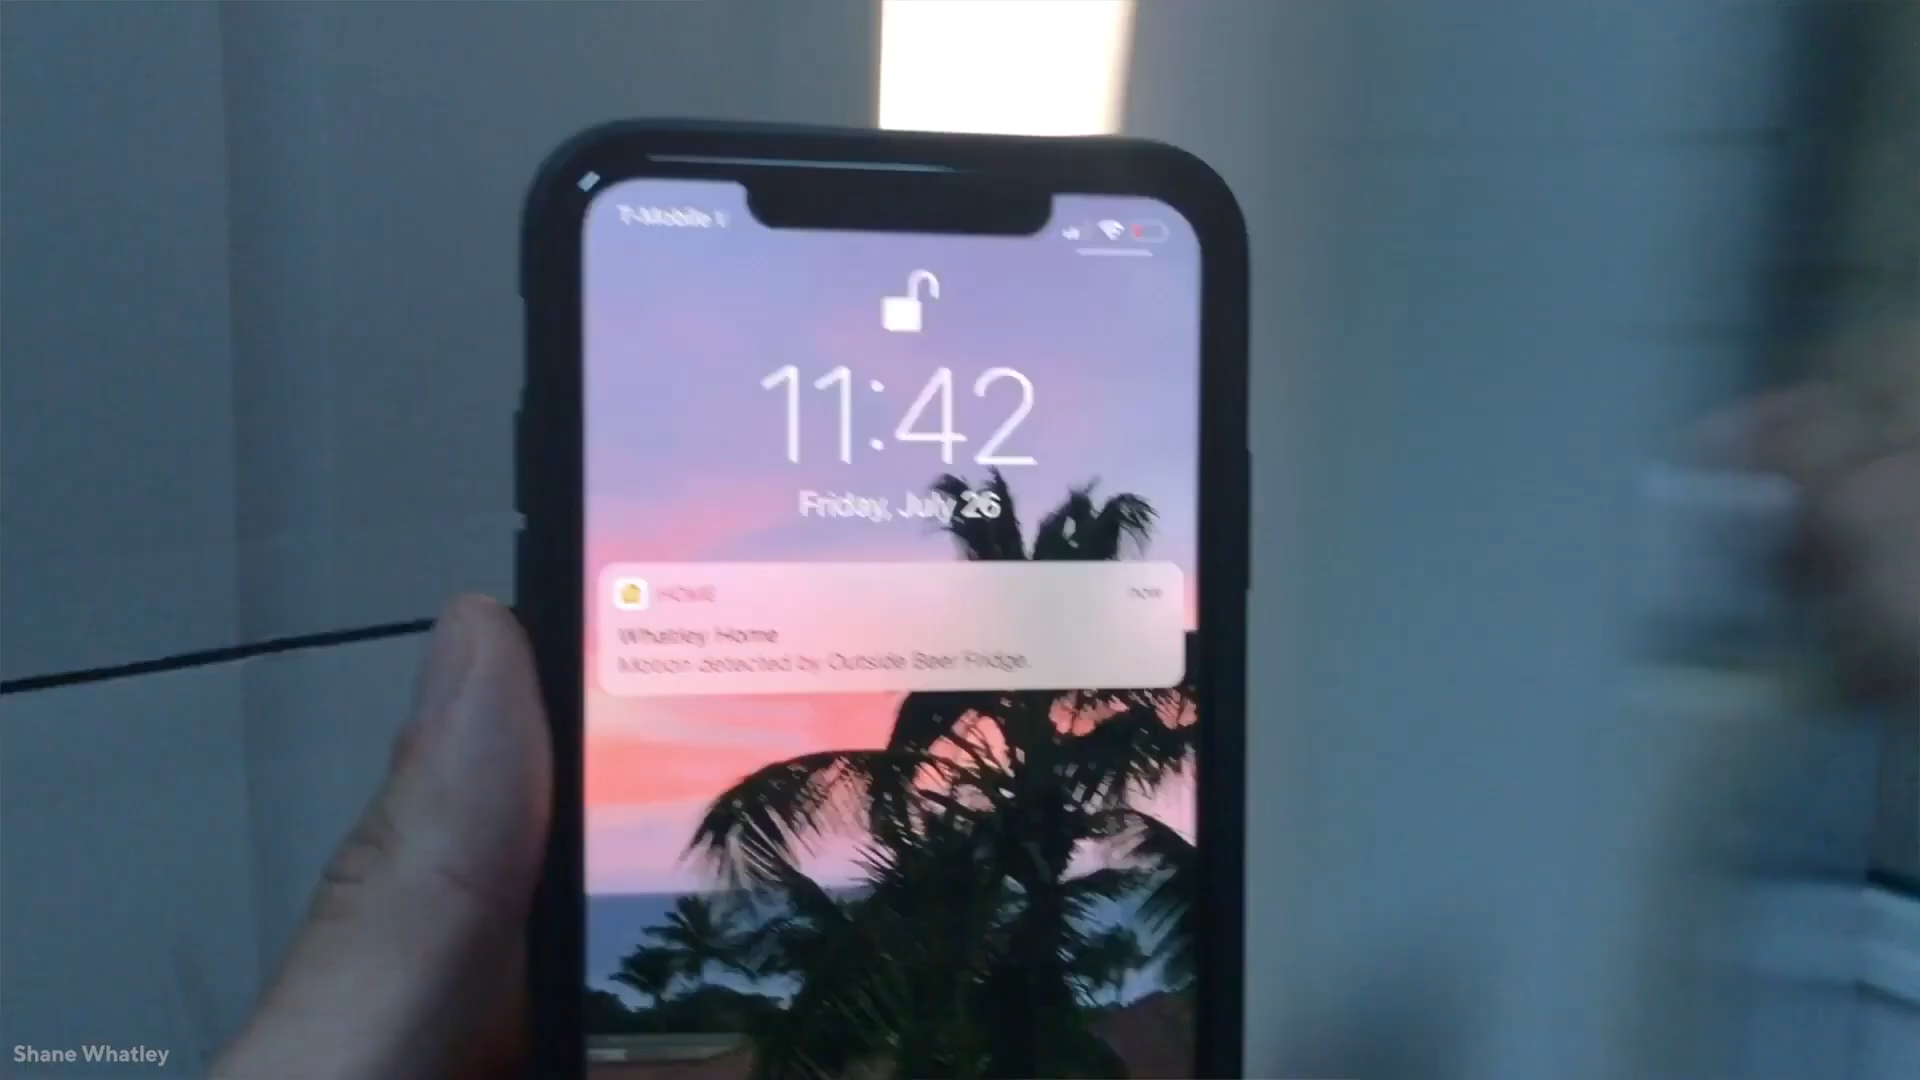 T-Mobile
11:42
Friday, July 26
HOME
now
Whatley Home
Motion detected by Outside Beer Fridge.
Shane Whatley